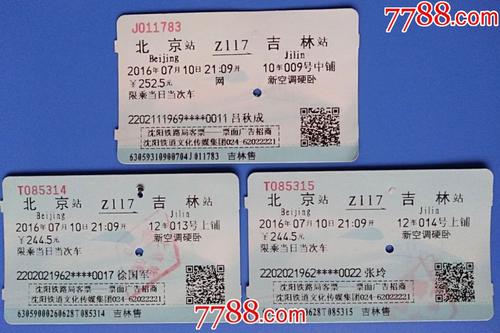 7788.com
J011783
北京站 Z117 吉林站
Beijing Jilin
2016年07月10日21:09开 10车009号中铺
￥252.5元 网 新空调硬卧
限乘当日当次车
2202111969****0011 吕秋成
沈阳铁路局客票——票面广告招商
沈阳铁道文化传媒集团024-62022221
63059310900704J011783 吉林售
T085314
北京站 Z117 吉林站
Beijing Jilin
2016年07月10日21:09开 12车013号上铺
￥244.5元 新空调硬卧
限乘当日当次车
2202021962****0017 徐国军
沈阳铁路局客票——票面广告招商
沈阳铁道文化传媒集团024-62022221
63059000260628T085314 吉林售
T085315
北京站 Z117 吉林站
Beijing Jilin
2016年07月10日21:09开 12车014号上铺
￥244.5元 新空调硬卧
限乘当日当次车
2202021962****0022 张玲
沈阳铁路局客票——票面广告招商
沈阳铁道文化传媒集团024-62022221
0628T085315 吉林售
7788.com